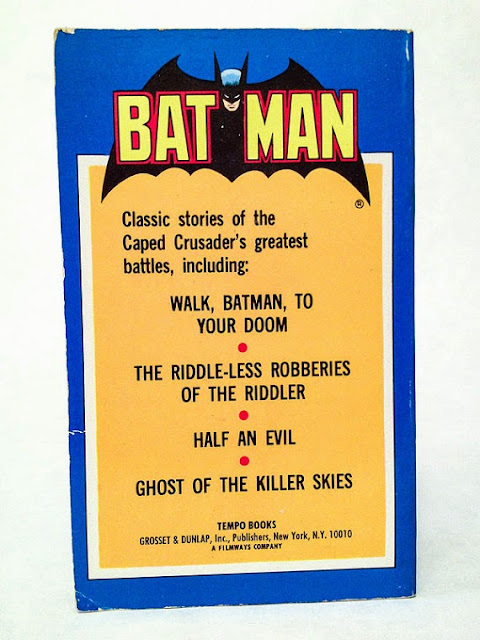 BATMAN
®
Classic stories of the
Caped Crusader's greatest
battles, including:
WALK, BATMAN, TO
YOUR DOOM
THE RIDDLE-LESS ROBBERIES
OF THE RIDDLER
HALF AN EVIL
GHOST OF THE KILLER SKIES
TEMPO BOOKS
GROSSET & DUNLAP, Inc., Publishers, New York, N.Y. 10010
A FILMWAYS COMPANY